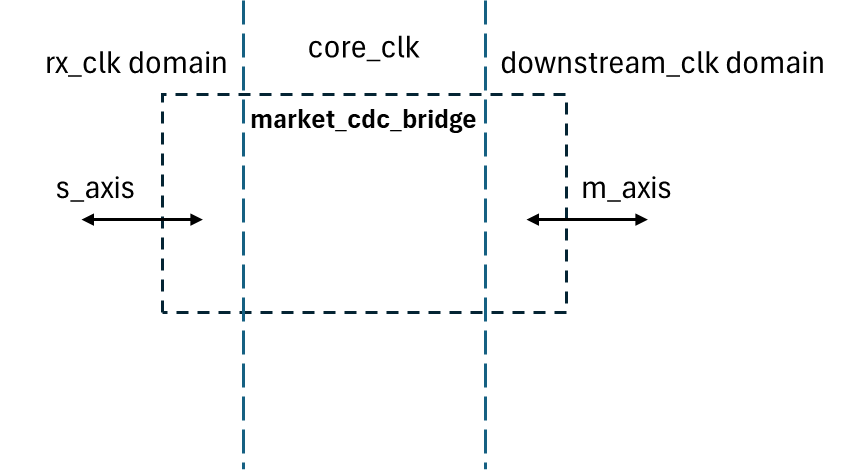 rx_clk domain
core_clk
downstream_clk domain
market_cdc_bridge
s_axis
m_axis